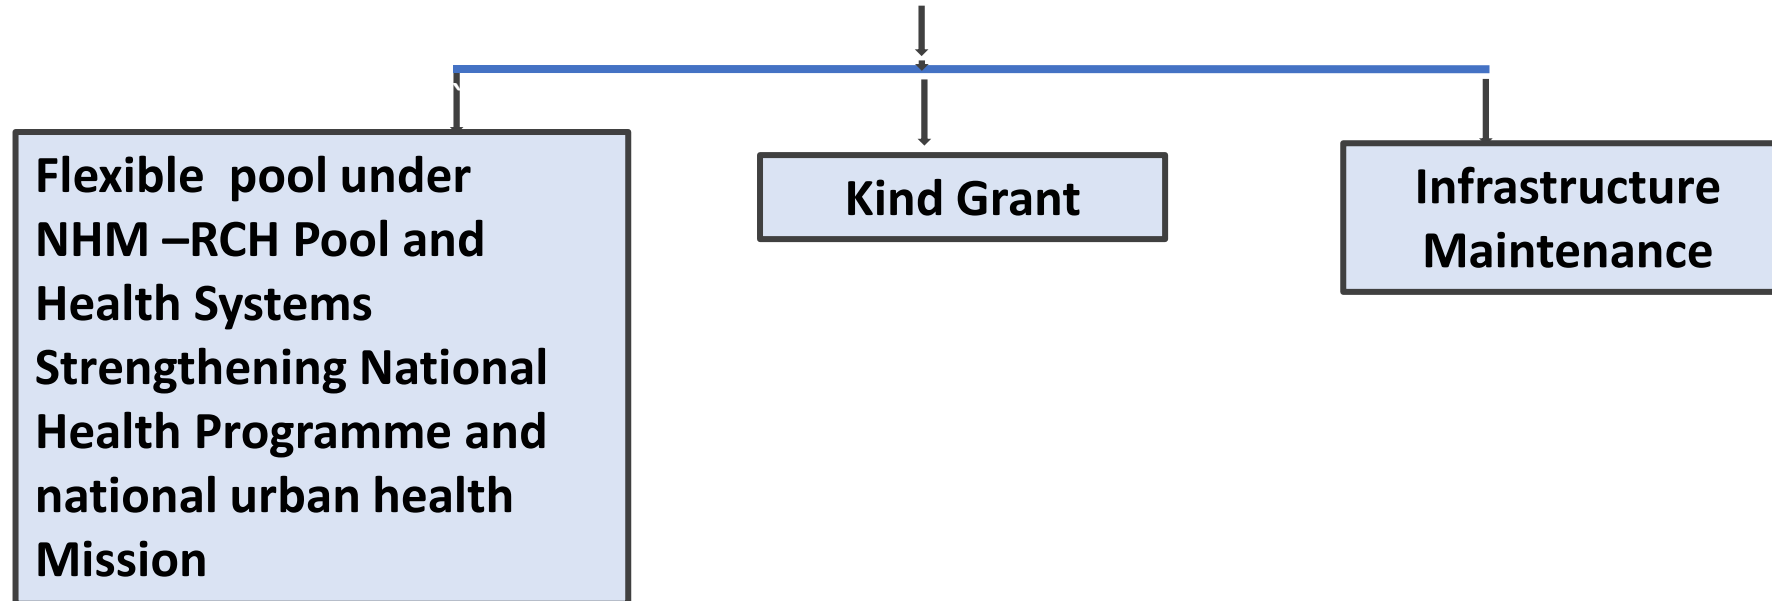 Flexible  pool under
NHM –RCH Pool and
Health Systems
Strengthening National
Health Programme and
national urban health
Mission
Kind Grant
Infrastructure
Maintenance